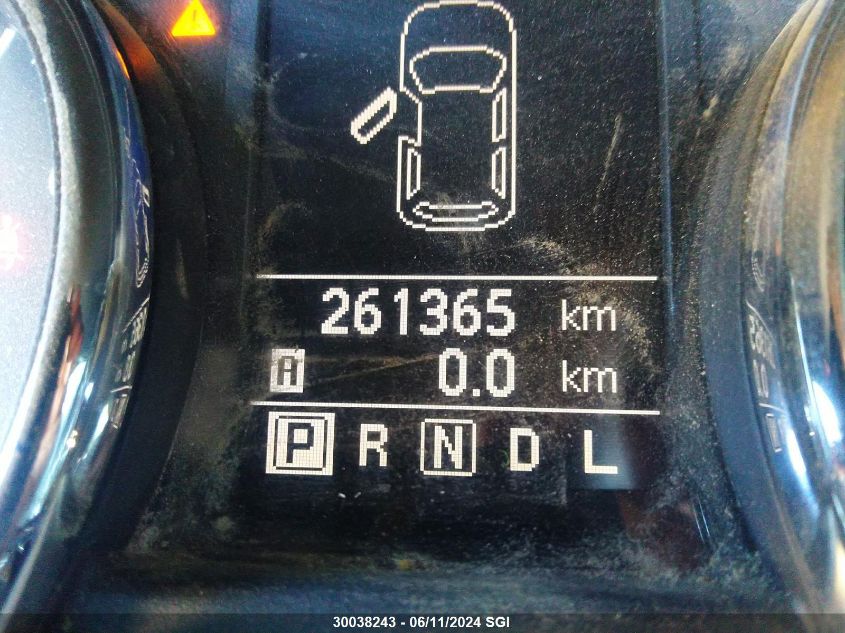 261365 km
A 0.0 km
P R N D L
30038243 - 06/11/2024 SGI